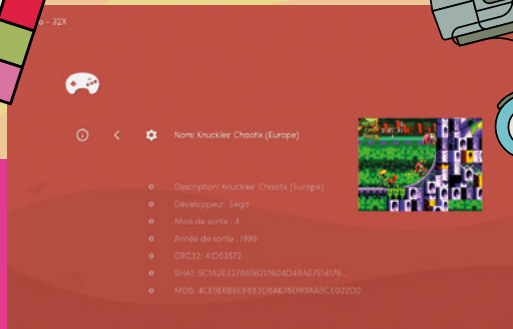 - 32X
Nom: Knuckles' Chaotix (Europe)
Description: Knuckles' Chaotix (Europe)
Développeur: Sega
Mois de sortie : 4
Année de sortie : 1995
CRC32: 41D63572
SHA1:
MD5: